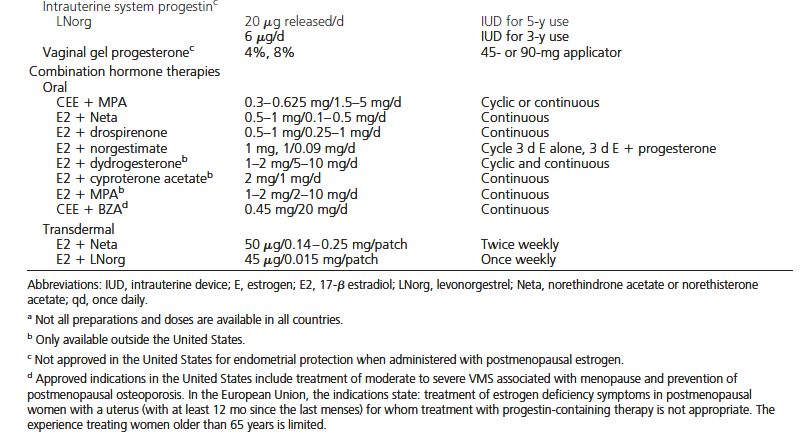 Intrauterine system progestinᶜ
LNorg 20 μg released/d IUD for 5-y use
6 μg/d IUD for 3-y use
Vaginal gel progesteroneᶜ 4%, 8% 45- or 90-mg applicator
Combination hormone therapies
Oral
CEE + MPA 0.3–0.625 mg/1.5–5 mg/d Cyclic or continuous
E2 + Neta 0.5–1 mg/0.1–0.5 mg/d Continuous
E2 + drospirenone 0.5–1 mg/0.25–1 mg/d Continuous
E2 + norgestimate 1 mg, 1/0.09 mg/d Cycle 3 d E alone, 3 d E + progesterone
E2 + dydrogesteroneᵇ 1–2 mg/5–10 mg/d Cyclic and continuous
E2 + cyproterone acetateᵇ 2 mg/1 mg/d Continuous
E2 + MPAᵇ 1–2 mg/2–10 mg/d Continuous
CEE + BZAᵈ 0.45 mg/20 mg/d Continuous
Transdermal
E2 + Neta 50 μg/0.14–0.25 mg/patch Twice weekly
E2 + LNorg 45 μg/0.015 mg/patch Once weekly
Abbreviations: IUD, intrauterine device; E, estrogen; E2, 17-β estradiol; LNorg, levonorgestrel; Neta, norethindrone acetate or norethisterone
acetate; qd, once daily.
ᵃ Not all preparations and doses are available in all countries.
ᵇ Only available outside the United States.
ᶜ Not approved in the United States for endometrial protection when administered with postmenopausal estrogen.
ᵈ Approved indications in the United States include treatment of moderate to severe VMS associated with menopause and prevention of
postmenopausal osteoporosis. In the European Union, the indications state: treatment of estrogen deficiency symptoms in postmenopausal
women with a uterus (with at least 12 mo since the last menses) for whom treatment with progestin-containing therapy is not appropriate. The
experience treating women older than 65 years is limited.